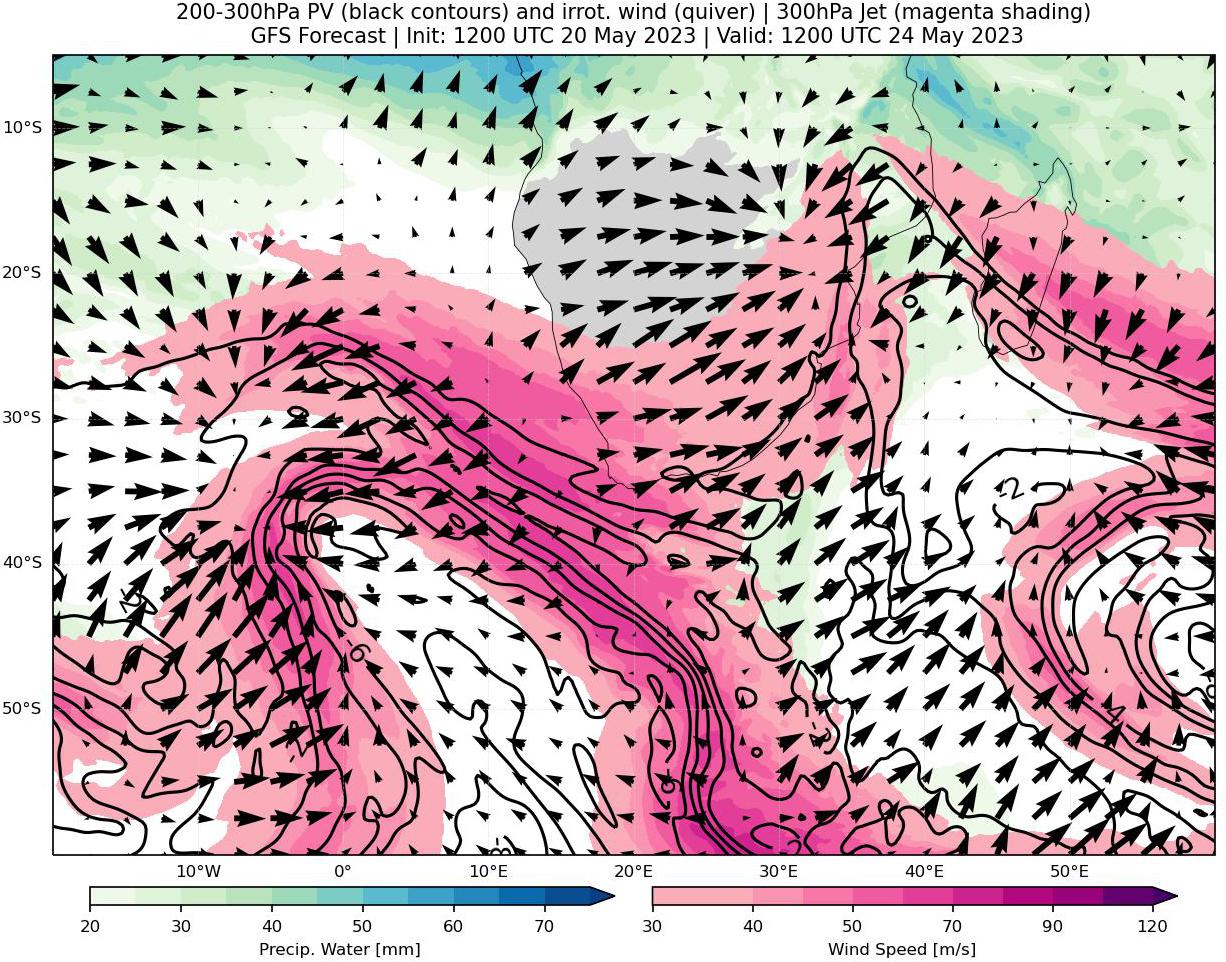 200-300hPa PV (black contours) and irrot. wind (quiver) | 300hPa Jet (magenta shading)
GFS Forecast | Init: 1200 UTC 20 May 2023 | Valid: 1200 UTC 24 May 2023
10°S
20°S
30°S
40°S
50°S
-2
6
-4
10°W
0°
10°E
20°E
30°E
40°E
50°E
20
30
40
50
60
70
30
40
50
70
90
120
Precip. Water [mm]
Wind Speed [m/s]